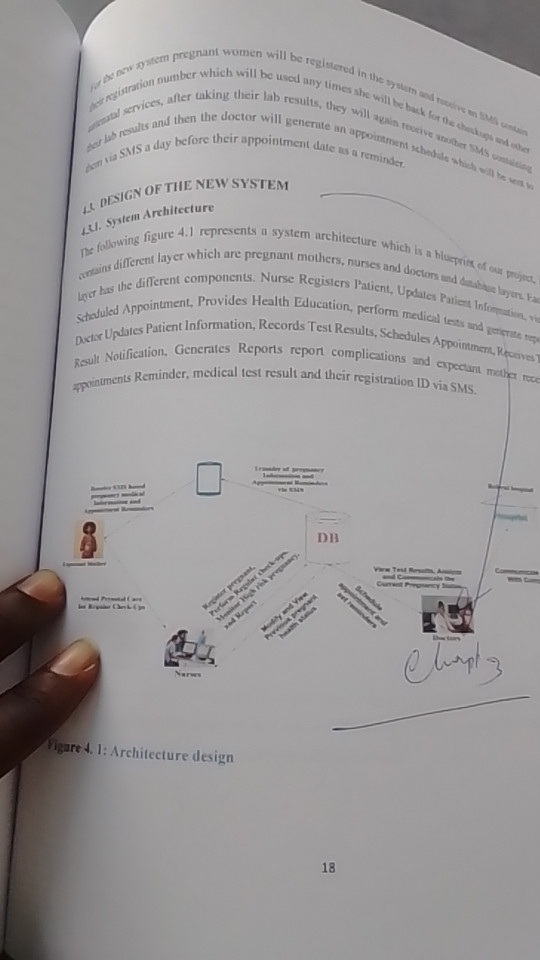 For the new system pregnant women will be registered in the system and receive an SMS contain
their registration number which will be used any times she will be back for the checkups and other
antenatal services, after taking their lab results, they will again receive another SMS containing
their lab results and then the doctor will generate an appointment schedule which will be sent to
them via SMS a day before their appointment date as a reminder.
4.3. DESIGN OF THE NEW SYSTEM
4.3.1. System Architecture
The following figure 4.1 represents a system architecture which is a blueprint of our project,
contains different layer which are pregnant mothers, nurses and doctors and database layers. Eac
layer has the different components. Nurse Registers Patient, Updates Patient Information, vie
Scheduled Appointment, Provides Health Education, perform medical tests and generate repo
Doctor Updates Patient Information, Records Test Results, Schedules Appointment, Receives T
Result Notification, Generates Reports report complications and expectant mother rece
appointments Reminder, medical test result and their registration ID via SMS.
Receive SMS based
pregnancy medical
Information and
Appointment Reminders
Transfer of pregnancy
Information and
Appointment Reminders
via SMS
Referral hospital
Hospital
DB
Expectant Mother
View Test Results, Analyze
and Communicate the
Current Pregnancy Status
Communicate
With
Attend Prenatal Care
for Regular Check-Ups
Register pregnant,
Perform Regular check-ups,
Monitor High risk pregnancy,
and Report
Modify and View
Previous pregnant
health status
Schedule
appointment and
set reminders
Nurses
Doctors
Chapt 3
Figure 4. 1: Architecture design
18